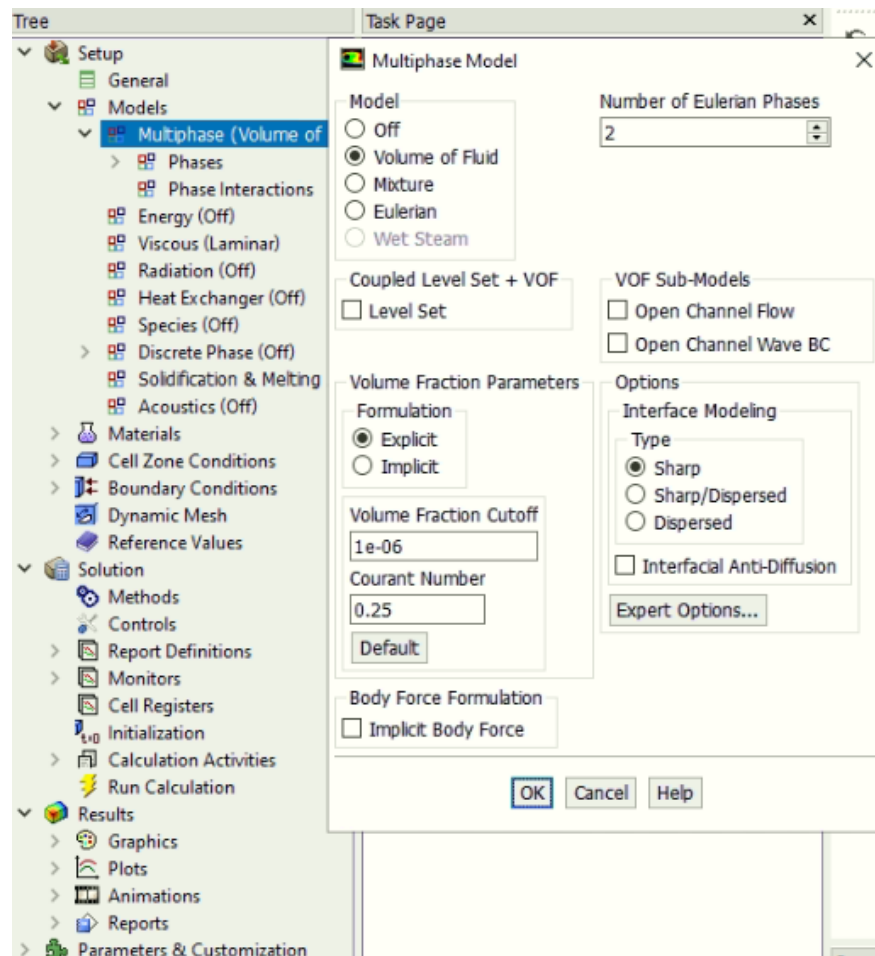 Tree
Setup
General
Models
Multiphase (Volume of
Phases
Phase Interactions
Energy (Off)
Viscous (Laminar)
Radiation (Off)
Heat Exchanger (Off)
Species (Off)
Discrete Phase (Off)
Solidification & Melting
Acoustics (Off)
Materials
Cell Zone Conditions
Boundary Conditions
Dynamic Mesh
Reference Values
Solution
Methods
Controls
Report Definitions
Monitors
Cell Registers
t=0 Initialization
Calculation Activities
Run Calculation
Results
Graphics
Plots
Animations
Reports
Parameters & Customization
Task Page
Multiphase Model
Model
Off
Volume of Fluid
Mixture
Eulerian
Wet Steam
Number of Eulerian Phases
2
Coupled Level Set + VOF
Level Set
VOF Sub-Models
Open Channel Flow
Open Channel Wave BC
Volume Fraction Parameters
Formulation
Explicit
Implicit
Volume Fraction Cutoff
1e-06
Courant Number
0.25
Default
Options
Interface Modeling
Type
Sharp
Sharp/Dispersed
Dispersed
Interfacial Anti-Diffusion
Expert Options...
Body Force Formulation
Implicit Body Force
OK Cancel Help